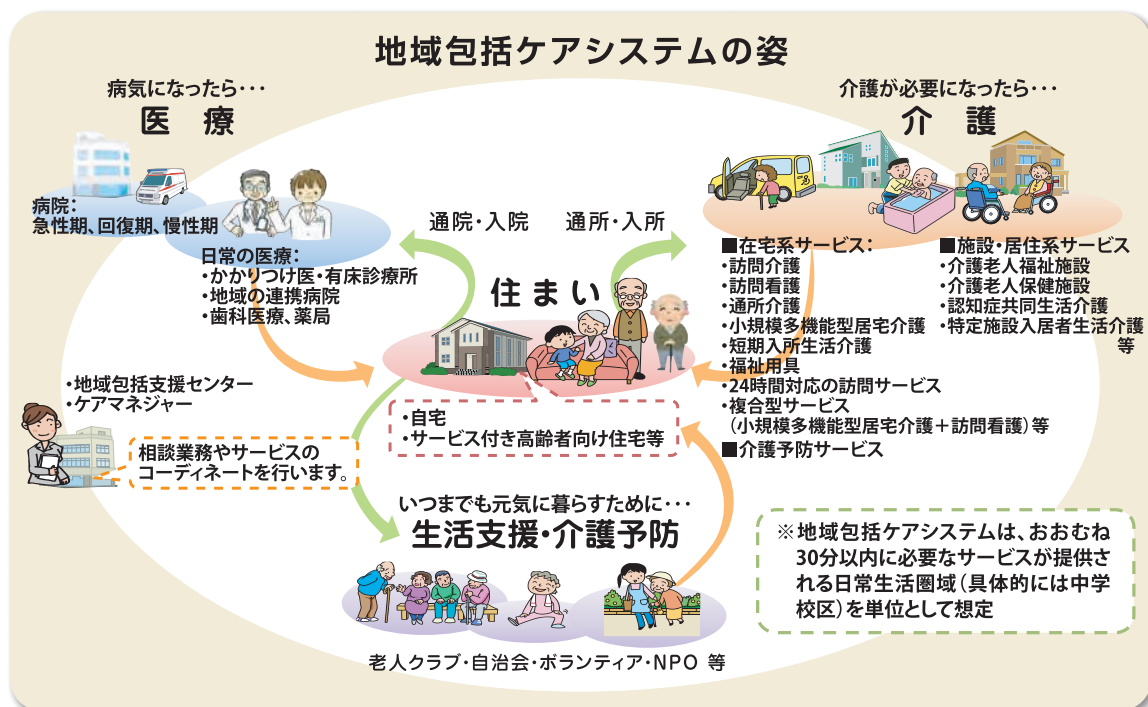 地域包括ケアシステムの姿
病気になったら･･･
医 療
病院：
急性期、回復期、慢性期
日常の医療：
・かかりつけ医・有床診療所
・地域の連携病院
・歯科医療、薬局
通院・入院
通所・入所
介護が必要になったら･･･
介 護
■在宅系サービス：
・訪問介護
・訪問看護
・通所介護
・小規模多機能型居宅介護
・短期入所生活介護
・福祉用具
・24時間対応の訪問サービス
・複合型サービス
（小規模多機能型居宅介護＋訪問看護）等
■介護予防サービス
■施設・居住系サービス
・介護老人福祉施設
・介護老人保健施設
・認知症共同生活介護
・特定施設入居者生活介護
等
住まい
・自宅
・サービス付き高齢者向け住宅等
・地域包括支援センター
・ケアマネジャー
相談業務やサービスの
コーディネートを行います。
いつまでも元気に暮らすために･･･
生活支援・介護予防
老人クラブ・自治会・ボランティア・NPO 等
※地域包括ケアシステムは、おおむね
30分以内に必要なサービスが提供さ
れる日常生活圏域（具体的には中学
校区）を単位として想定